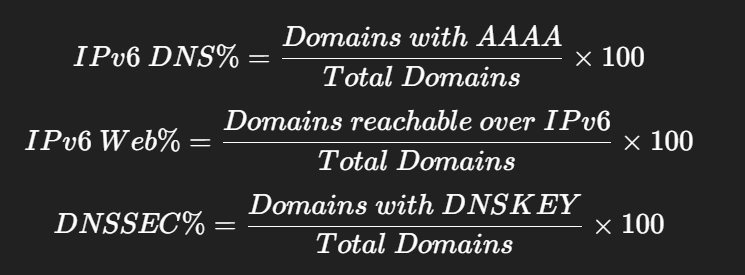 IPv6 DNS% = Domains with AAAA / Total Domains × 100
IPv6 Web% = Domains reachable over IPv6 / Total Domains × 100
DNSSEC% = Domains with DNSKEY / Total Domains × 100